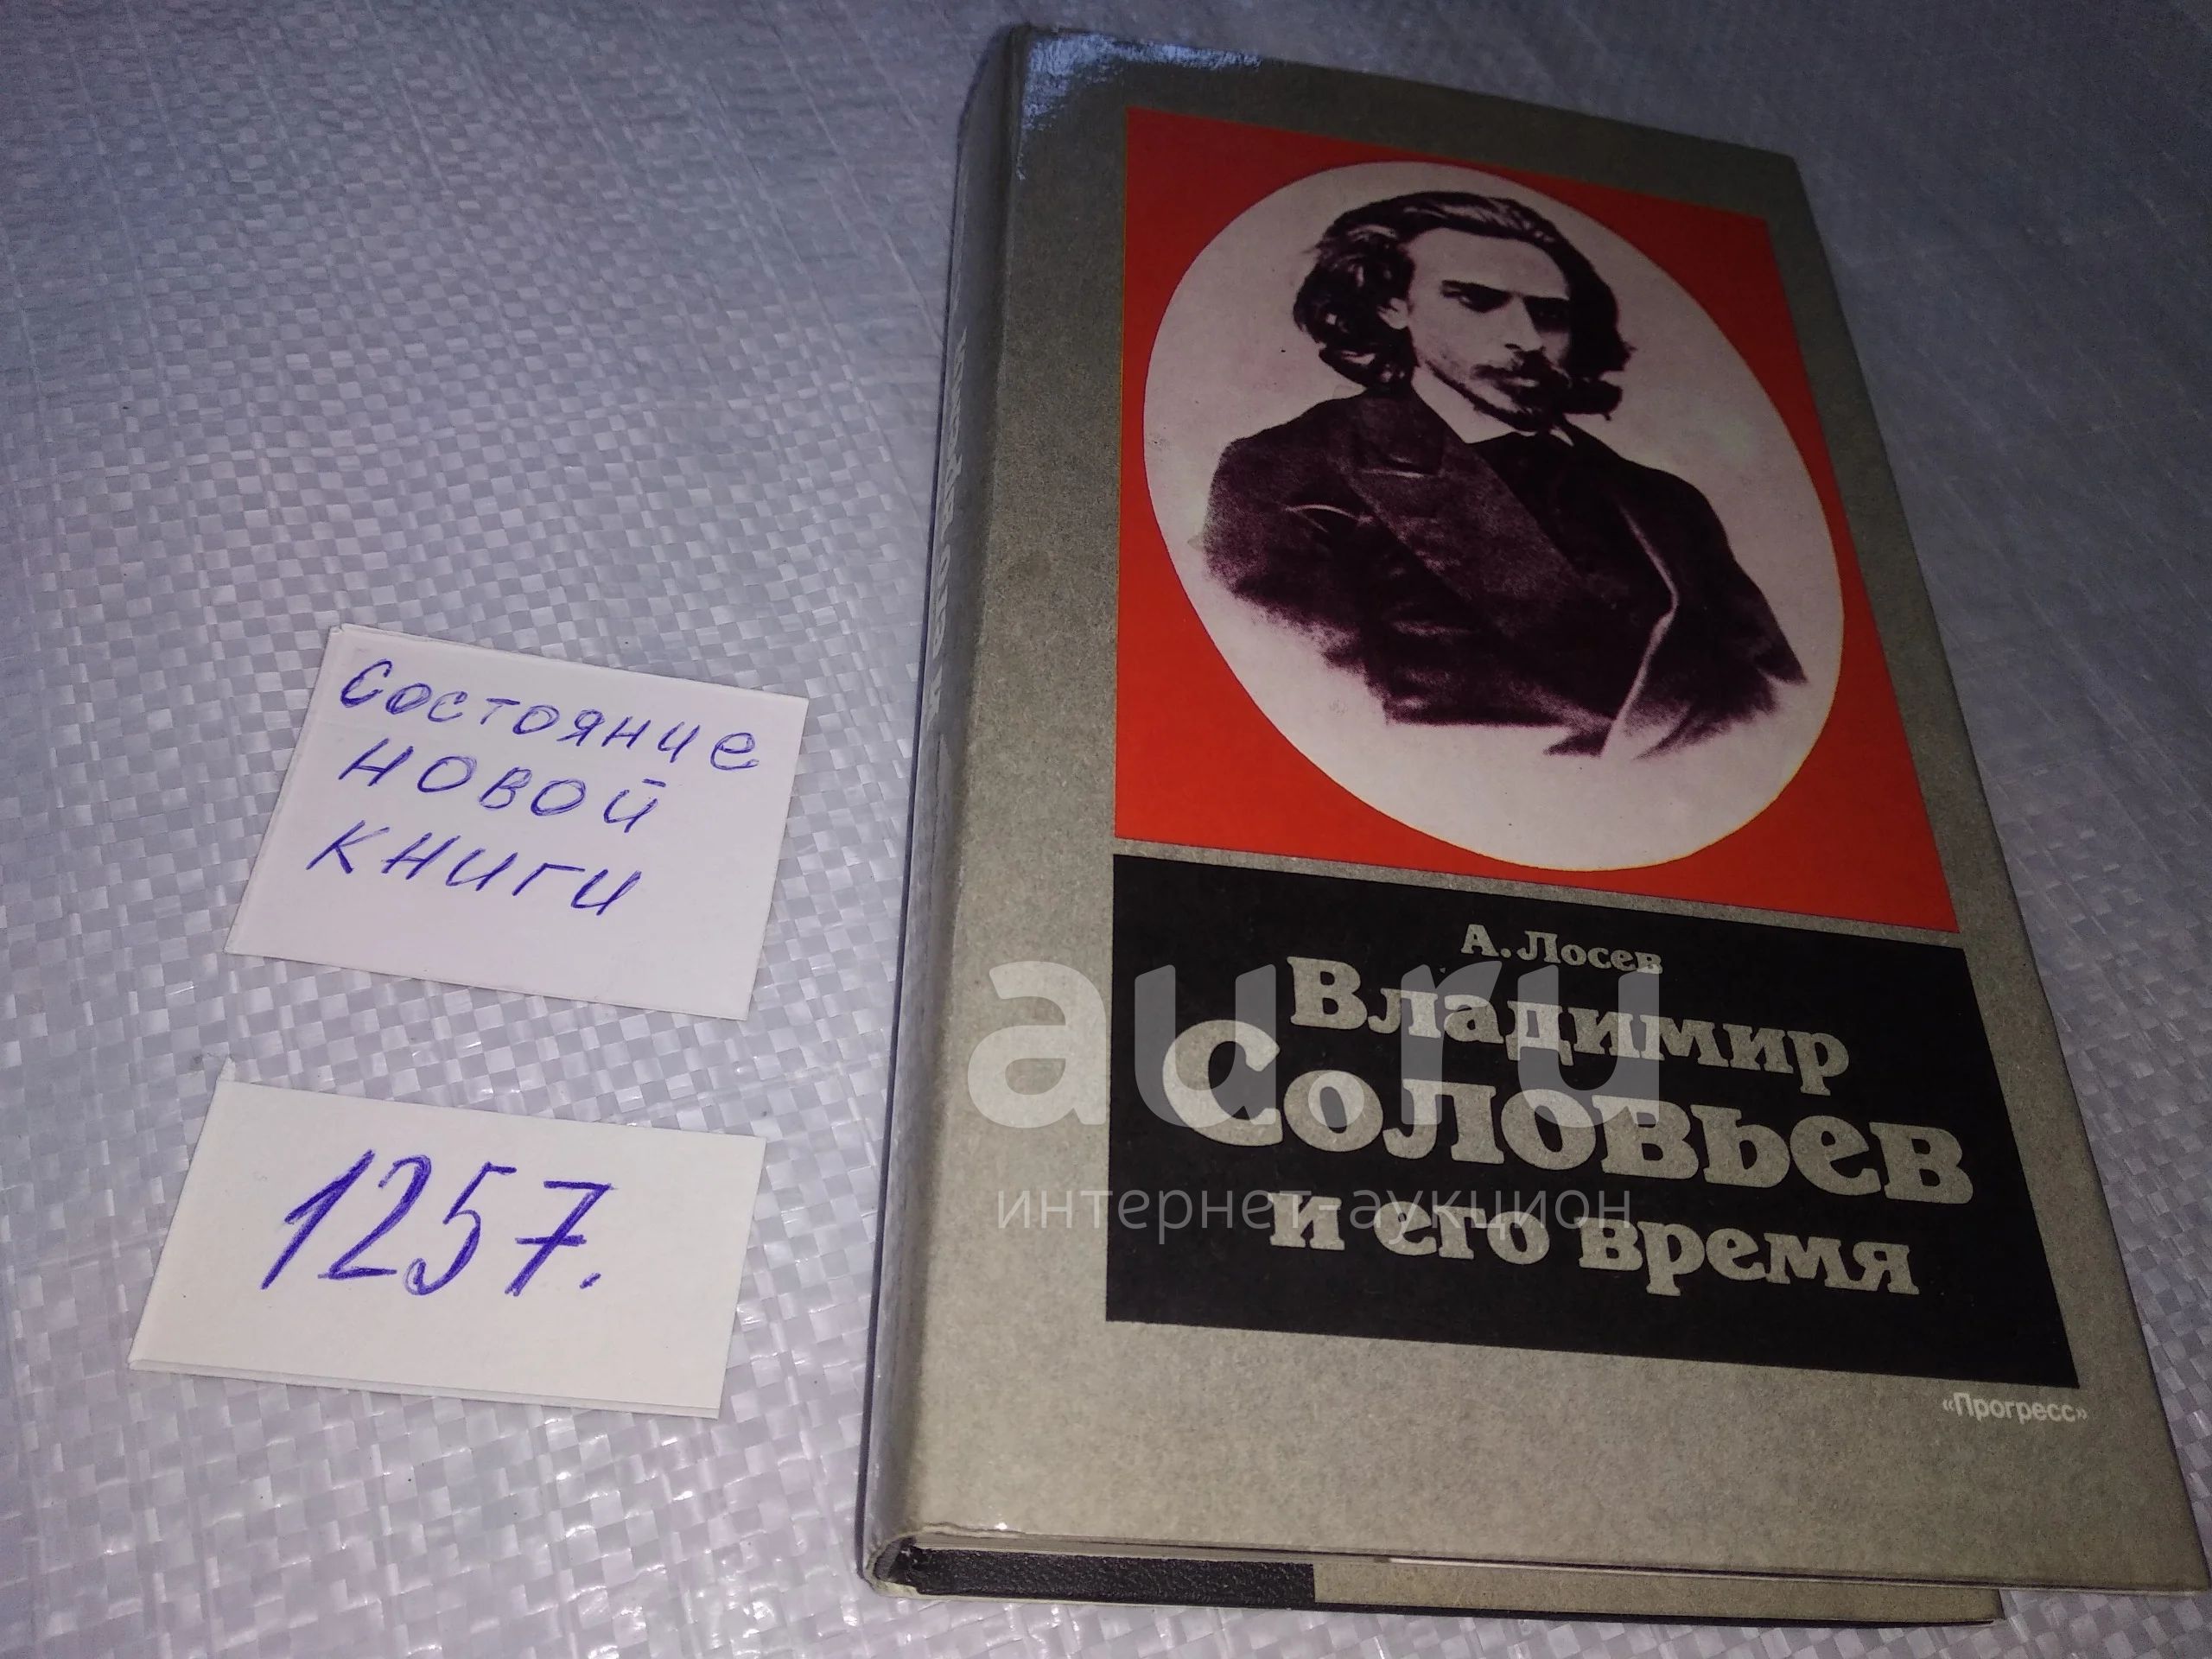 Состояние
новой
книги
1257.
А. Лосев
Владимир
Соловьев
и его время
«Прогресс»
au.ru
интернет-аукцион